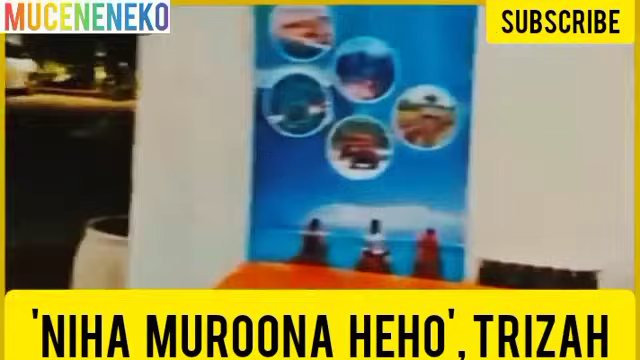 MUCENENEKO
SUBSCRIBE
'NIHA MUROONA HEHO', TRIZAH